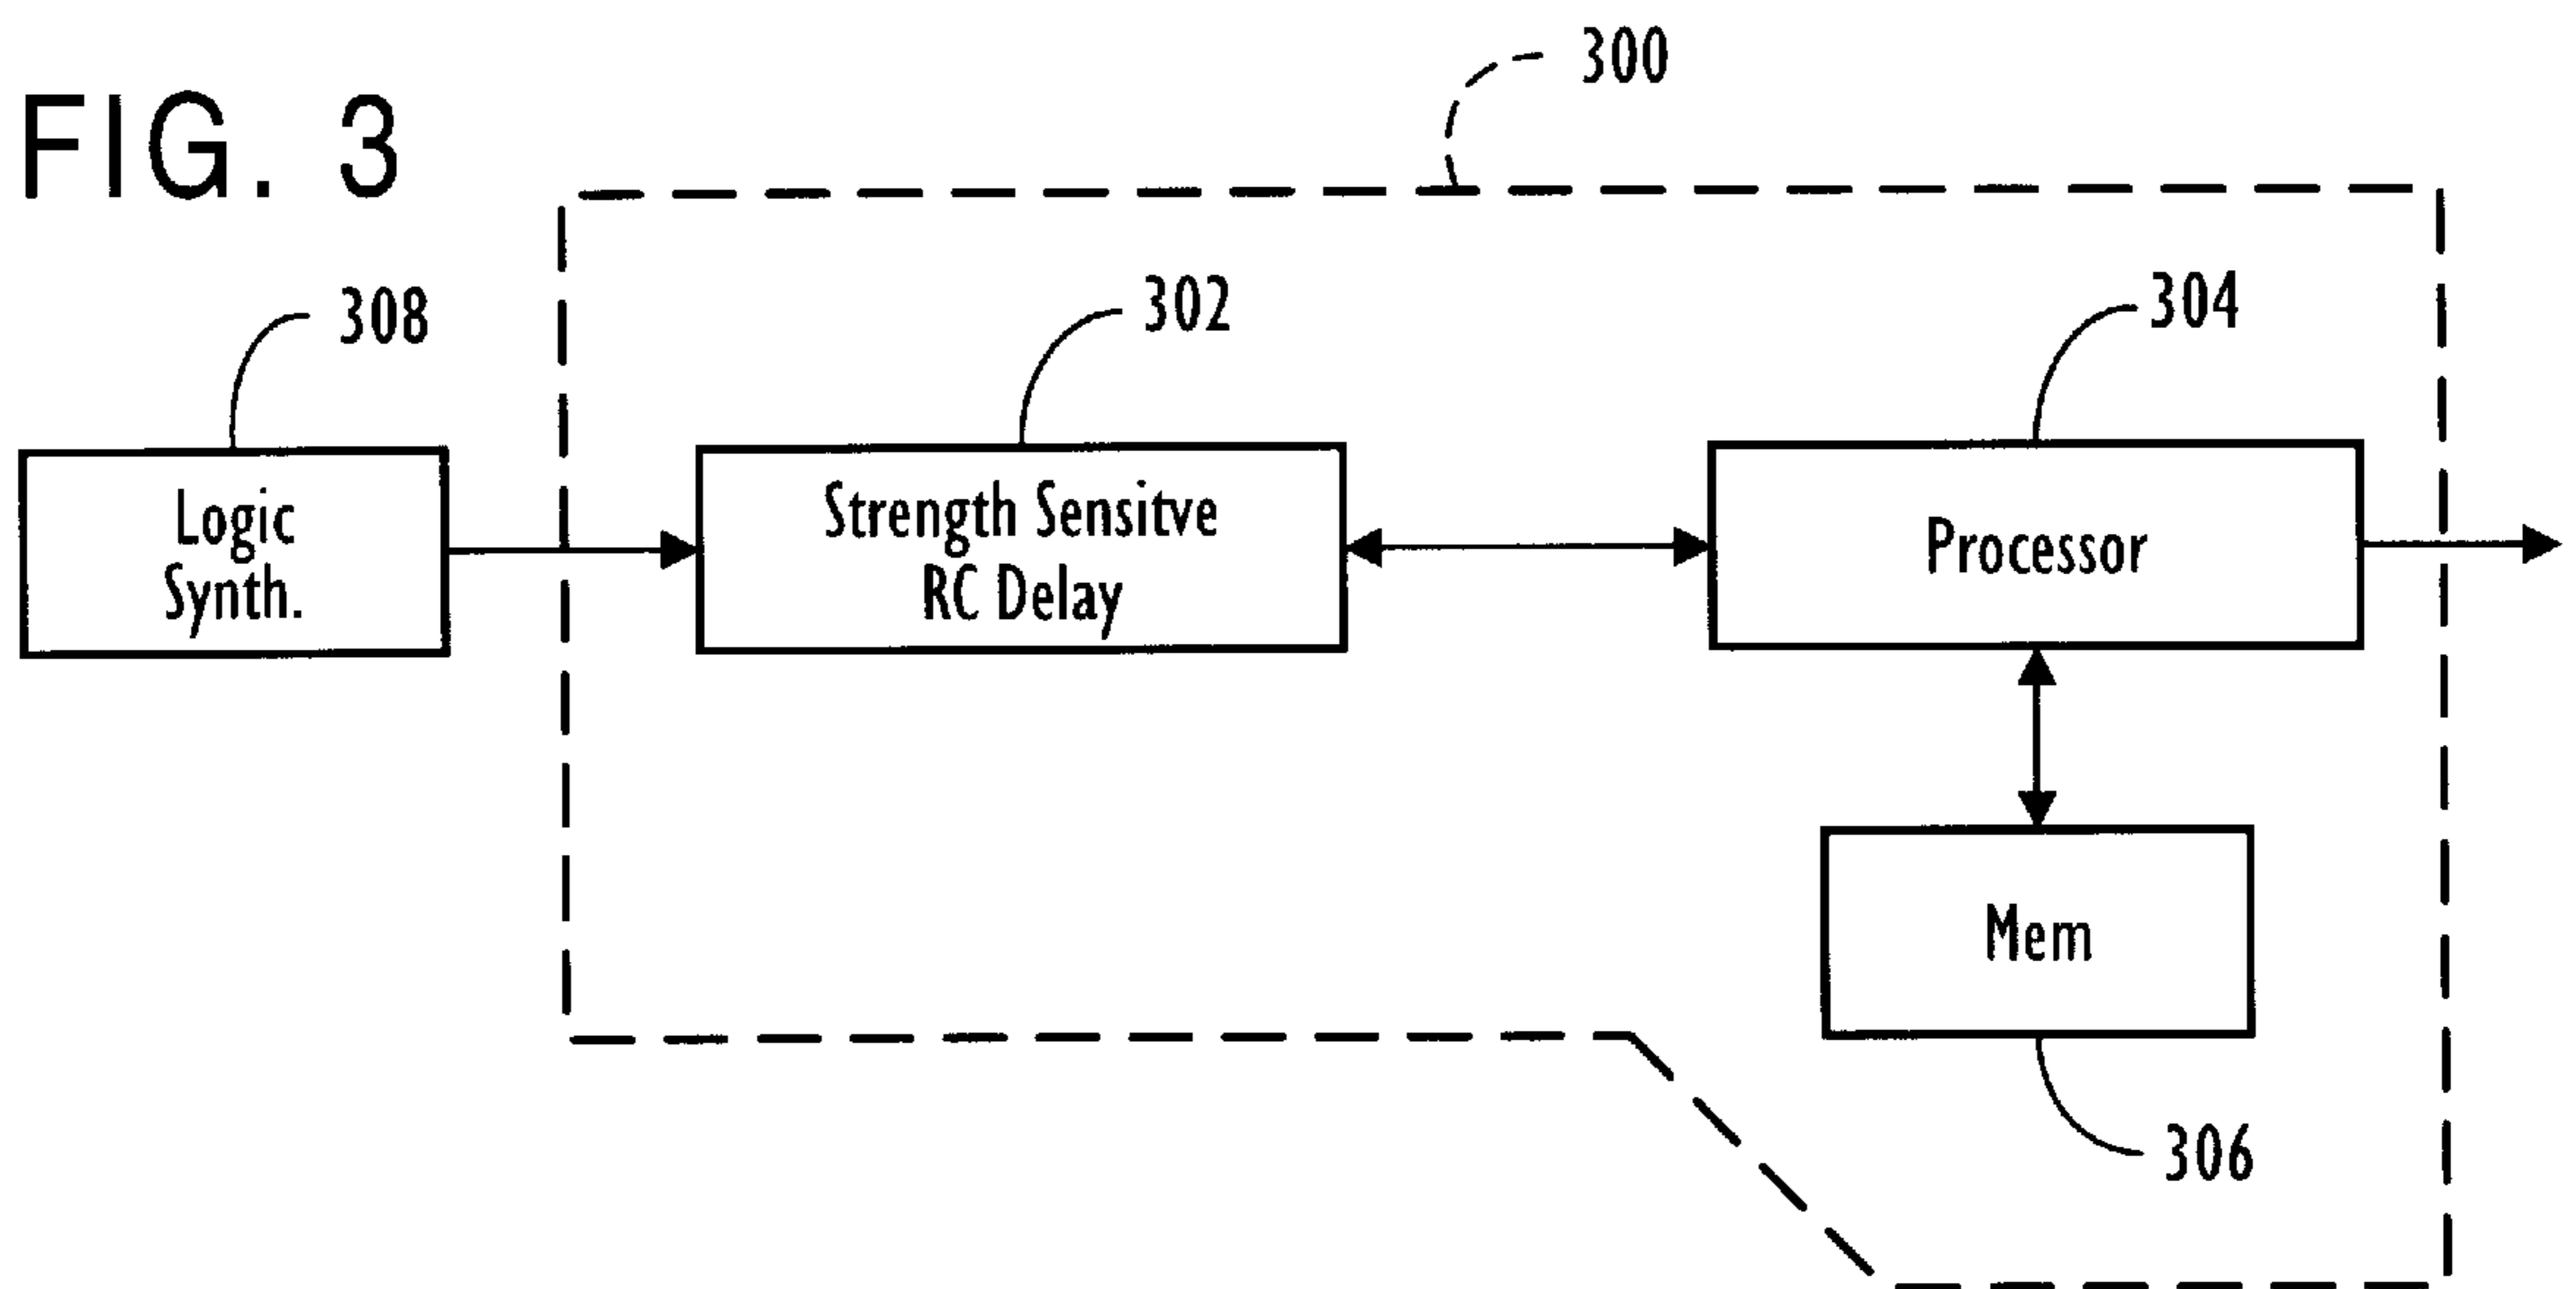 FIG. 3
300
308
302
304
Logic
Synth.
Strength Sensitve
RC Delay
Processor
Mem
306